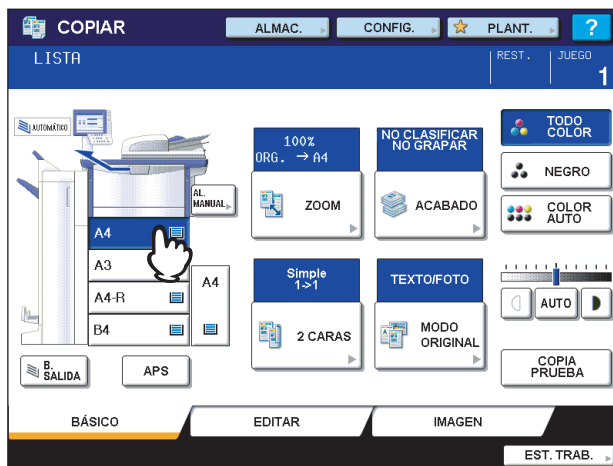 COPIAR
ALMAC.
CONFIG.
PLANT.
?
LISTA
REST.
JUEGO
1
AUTOMÁTICO
AL.
MANUAL
A4
A3
A4-R
B4
A4
B.
SALIDA
APS
100%
ORG. → A4
ZOOM
NO CLASIFICAR
NO GRAPAR
ACABADO
Simple
1->1
2 CARAS
TEXTO/FOTO
MODO
ORIGINAL
TODO
COLOR
NEGRO
COLOR
AUTO
AUTO
COPIA
PRUEBA
BÁSICO
EDITAR
IMAGEN
EST. TRAB.